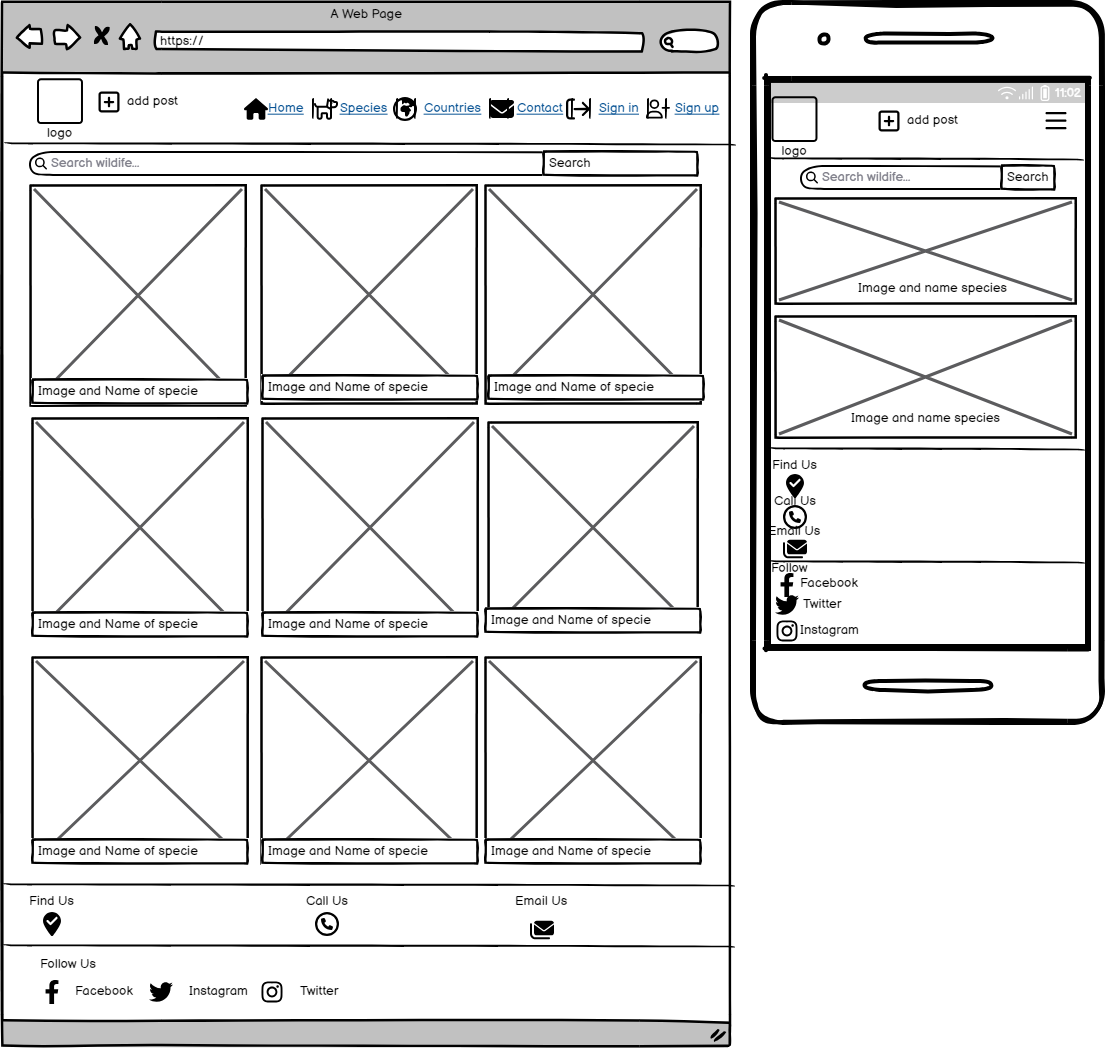 A Web Page
https://
add post
Home Species Countries Contact Sign in Sign up
logo
Search wildife...
Search
Image and Name of specie
Image and Name of specie
Image and Name of specie
Image and Name of specie
Image and Name of specie
Image and Name of specie
Image and Name of specie
Image and Name of specie
Image and Name of specie
Find Us
Call Us
Email Us
Follow Us
Facebook
Instagram
Twitter
11:02
add post
logo
Search wildife...
Search
Image and name species
Image and name species
Find Us
Call Us
Email Us
Follow
Facebook
Twitter
Instagram